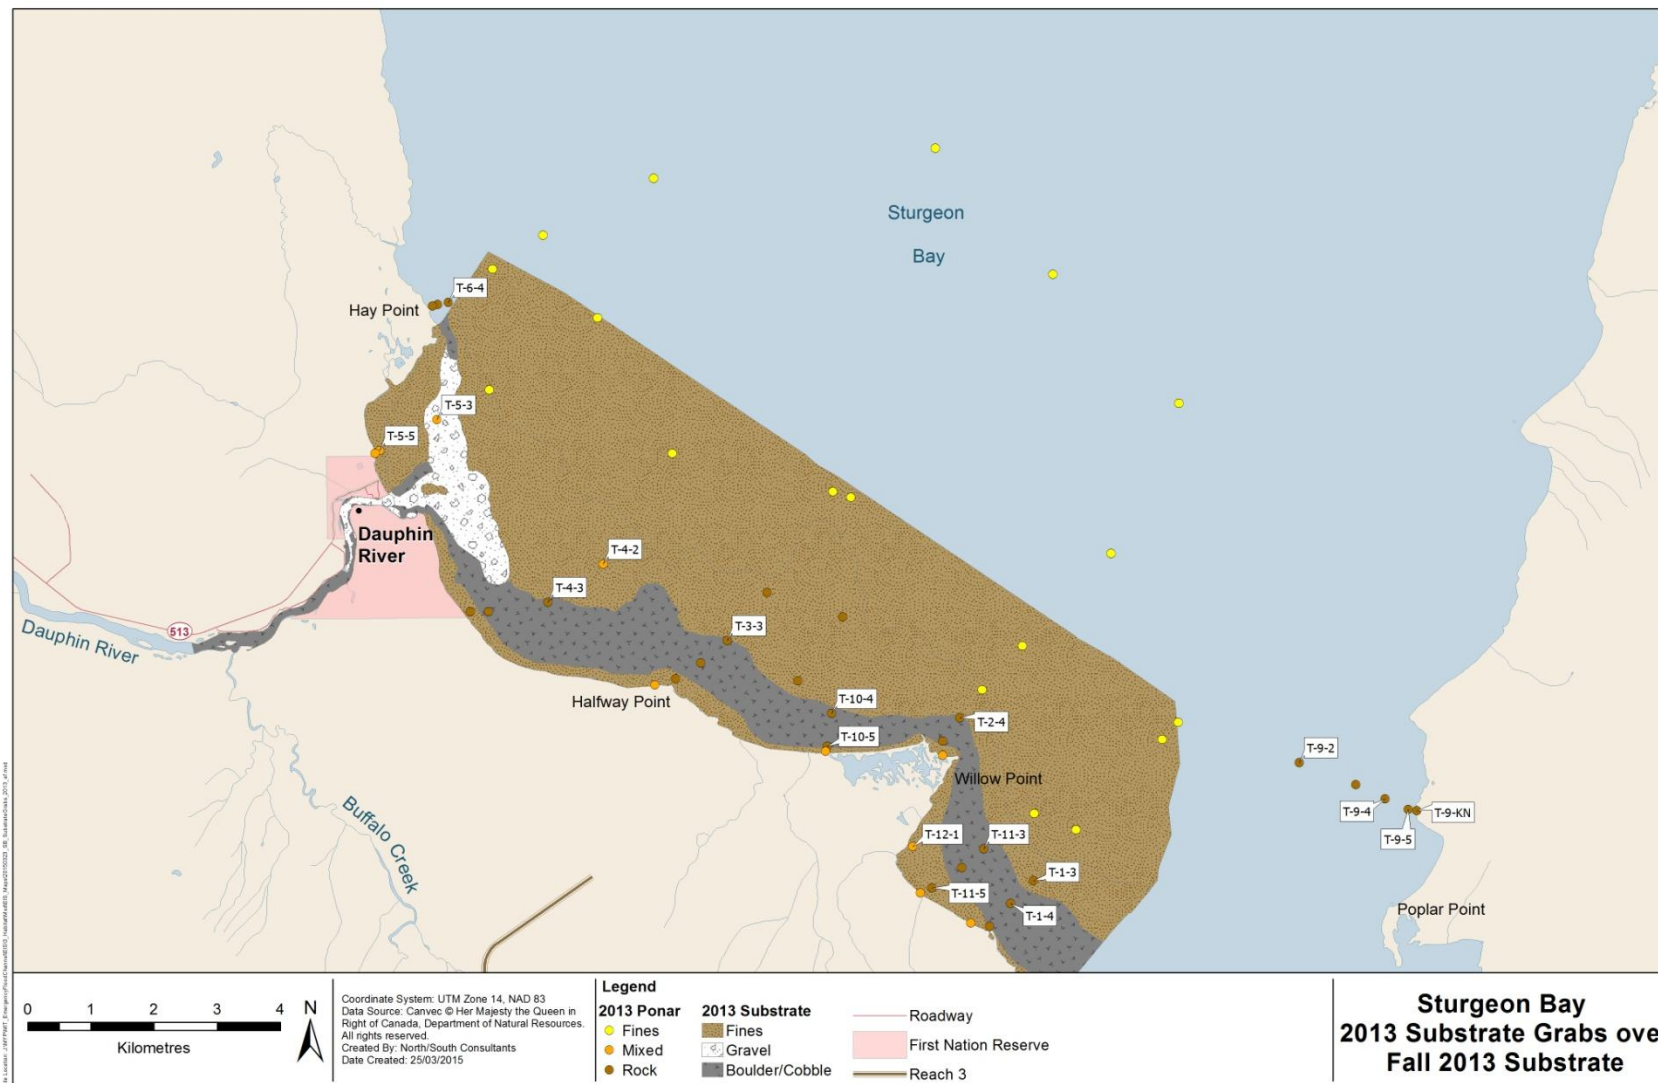 Sturgeon
Bay
T-6-4
Hay Point
T-5-3
T-5-5
Dauphin
River
T-4-2
T-4-3
513
Dauphin River
T-3-3
Halfway Point
T-10-4
T-2-4
T-10-5
Willow Point
T-9-2
T-9-4
T-9-KN
T-9-5
Buffalo Creek
T-12-1
T-11-3
T-1-3
T-11-5
T-1-4
Poplar Point
0 1 2 3 4
Kilometres
N
Coordinate System: UTM Zone 14, NAD 83
Data Source: Canvec © Her Majesty the Queen in
Right of Canada, Department of Natural Resources.
All rights reserved.
Created By: North/South Consultants
Date Created: 25/03/2015
Legend
2013 Ponar
Fines
Mixed
Rock
2013 Substrate
Fines
Gravel
Boulder/Cobble
Roadway
First Nation Reserve
Reach 3
Sturgeon Bay
2013 Substrate Grabs ove
Fall 2013 Substrate